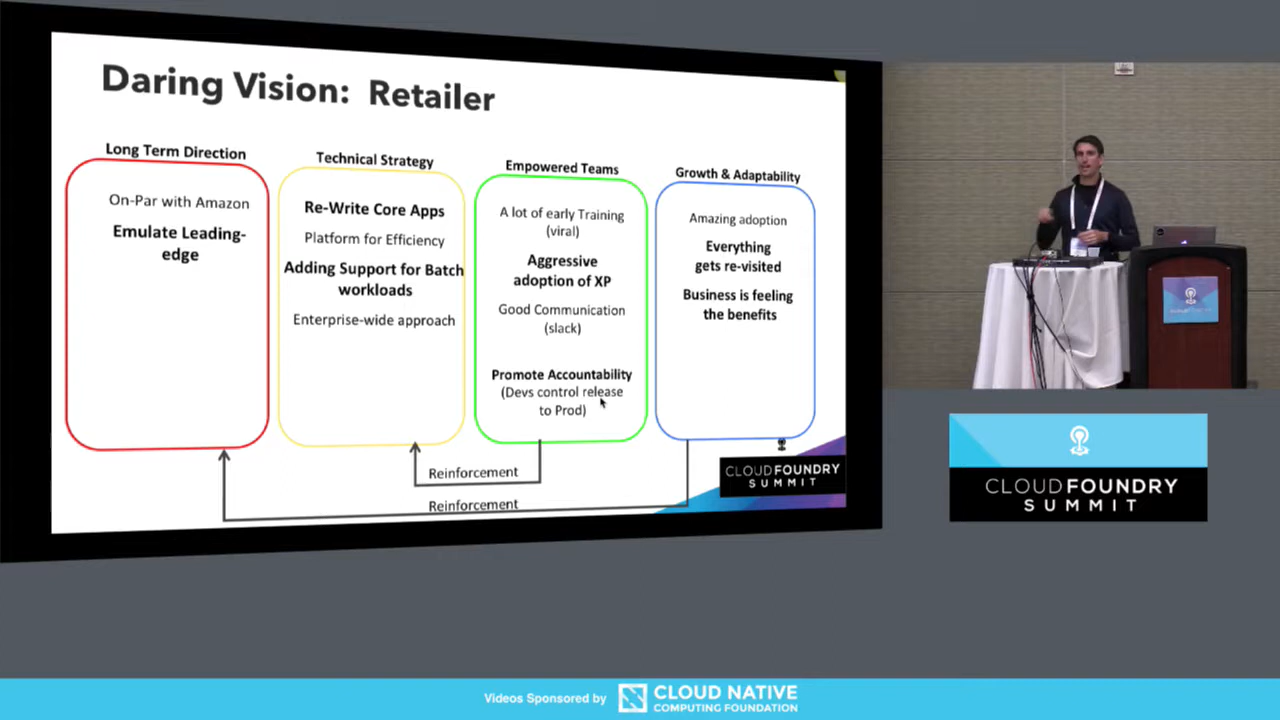 Daring Vision: Retailer
Long Term Direction
On-Par with Amazon
Emulate Leading-
edge
Technical Strategy
Re-Write Core Apps
Platform for Efficiency
Adding Support for Batch
workloads
Enterprise-wide approach
Empowered Teams
A lot of early Training
(viral)
Aggressive
adoption of XP
Good Communication
(slack)
Promote Accountability
(Devs control release
to Prod)
Growth & Adaptability
Amazing adoption
Everything
gets re-visited
Business is feeling
the benefits
Reinforcement
Reinforcement
CLOUD FOUNDRY
SUMMIT
CLOUD FOUNDRY
SUMMIT
Videos Sponsored by
CLOUD NATIVE
COMPUTING FOUNDATION